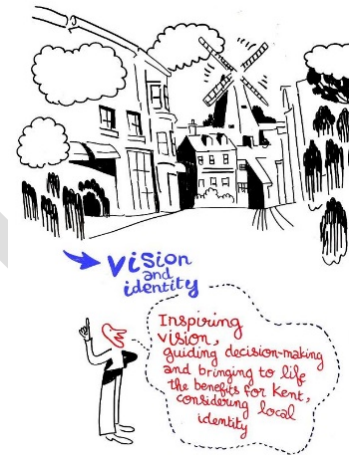 Vision
and
identity
Inspiring
vision,
guiding decision-making
and bringing to life
the benefits for Kent,
considering local
identity